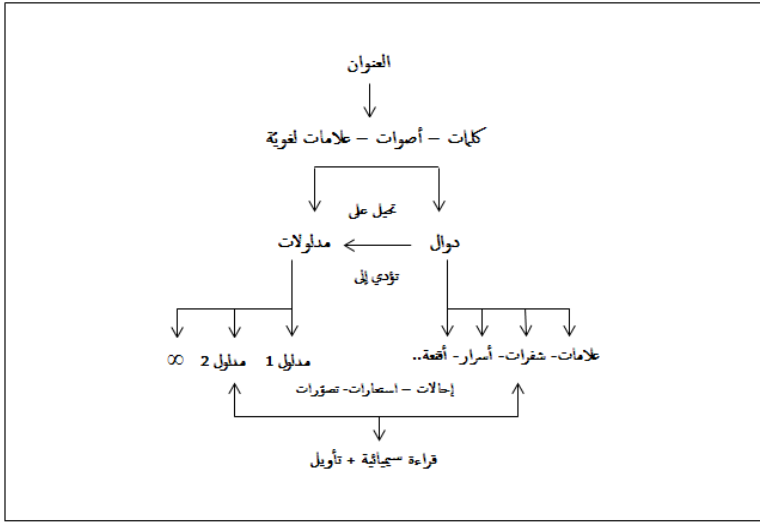 العنوان
كلمات – أصوات – علامات لغويّة
تحيل على
دوال
مدلولات
تؤدي إلى
علامات- شفرات- أسرار- أقنعة..
مدلول 1
مدلول 2
∞
إحالات – استعارات- تصوّرات
قراءة سيميائية + تأويل